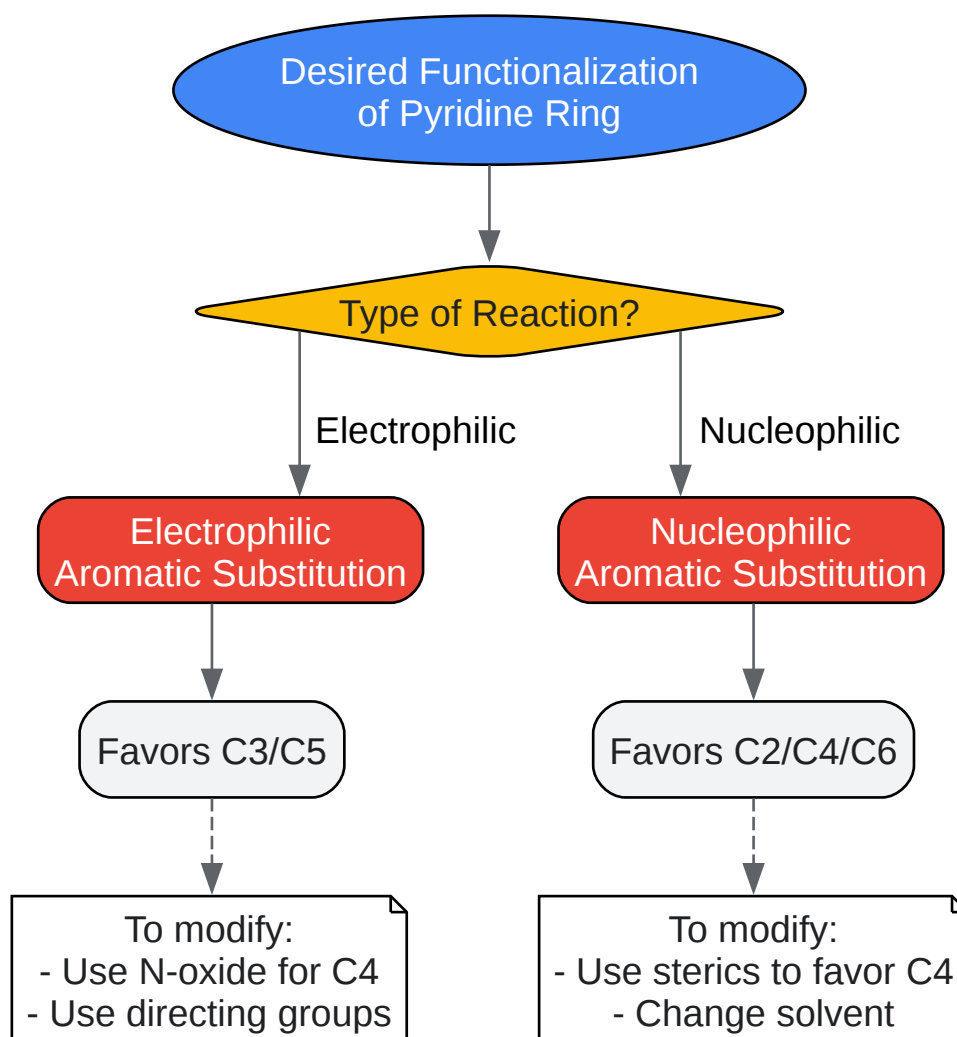 Desired Functionalization
of Pyridine Ring
Type of Reaction?
Electrophilic
Nucleophilic
Electrophilic
Aromatic Substitution
Nucleophilic
Aromatic Substitution
Favors C3/C5
Favors C2/C4/C6
To modify:
- Use N-oxide for C4
- Use directing groups
To modify:
- Use sterics to favor C4
- Change solvent